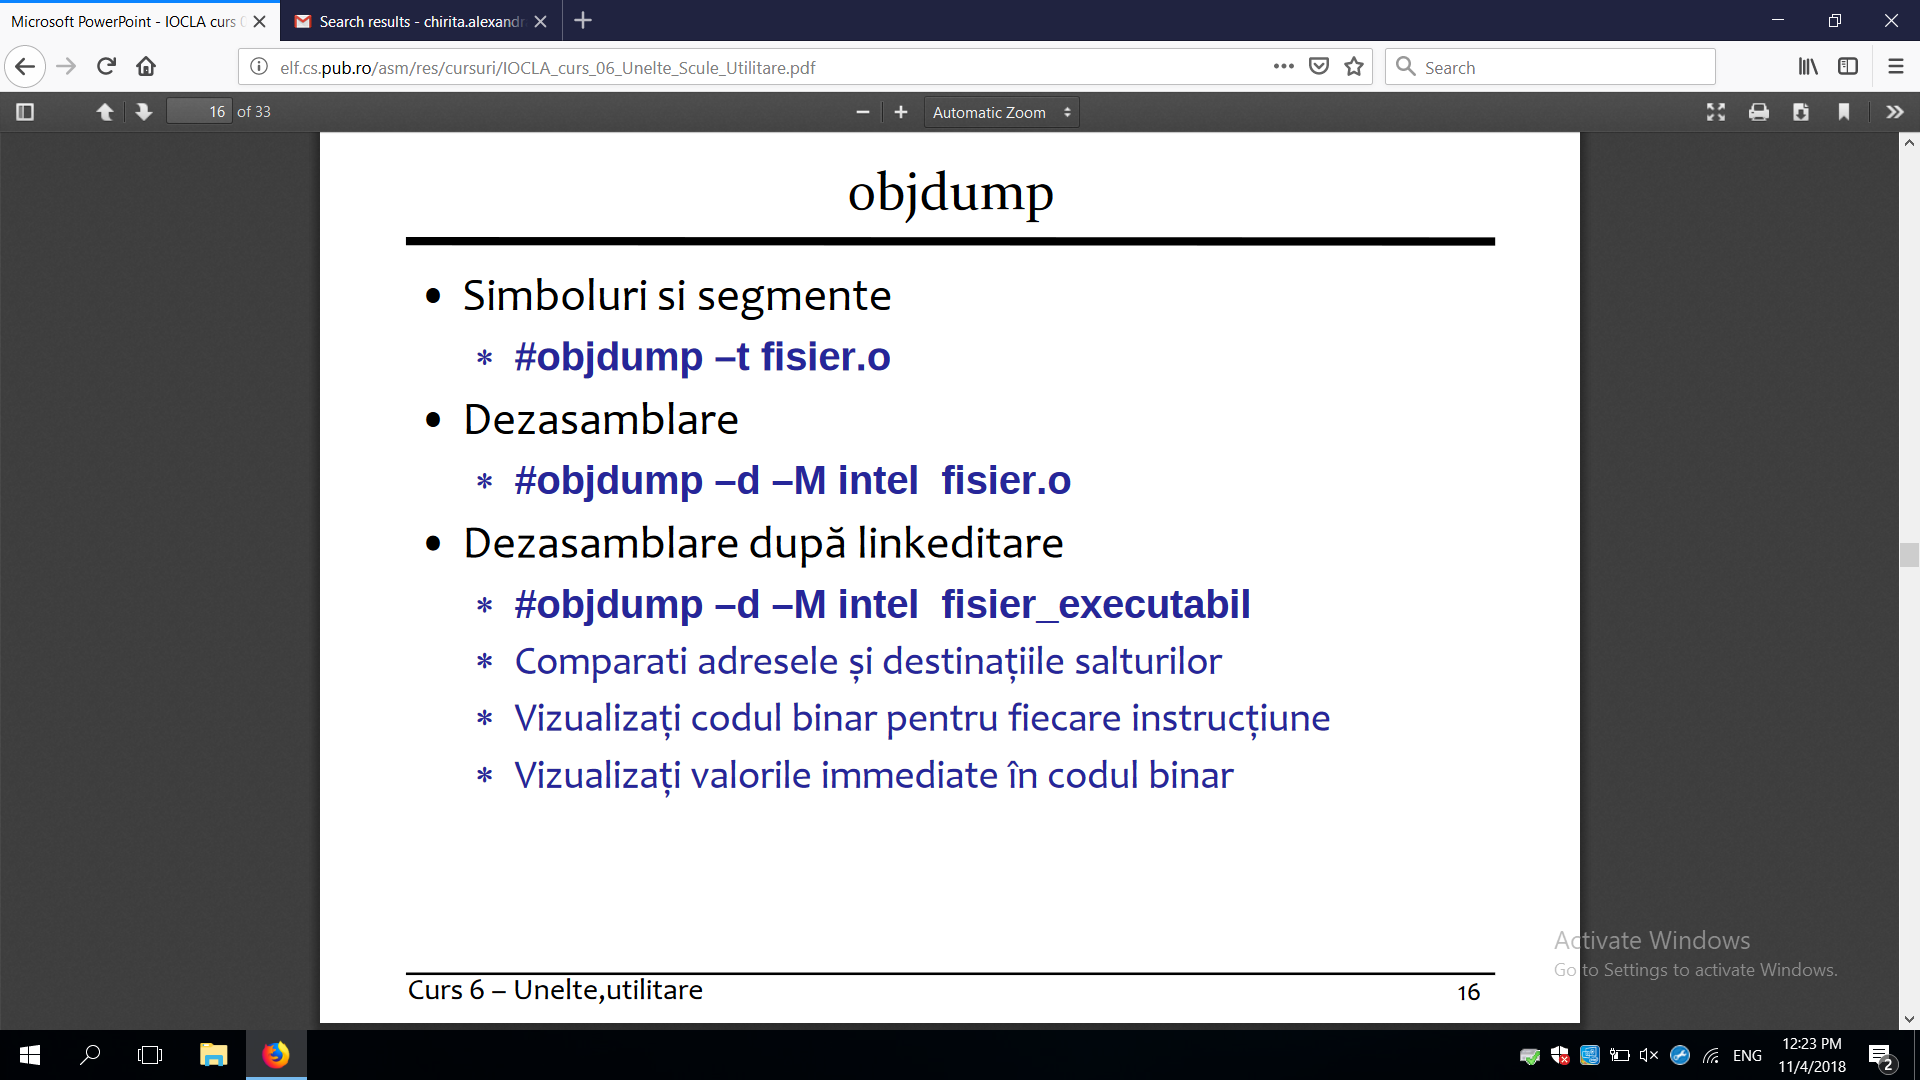 Microsoft PowerPoint - IOCLA curs 0
Search results - chirita.alexandr
elf.cs.pub.ro/asm/res/cursuri/IOCLA_curs_06_Unelte_Scule_Utilitare.pdf
Search
16 of 33
Automatic Zoom
objdump
• Simboluri si segmente
* #objdump –t fisier.o
• Dezasamblare
* #objdump –d –M intel fisier.o
• Dezasamblare după linkeditare
* #objdump –d –M intel fisier_executabil
* Comparati adresele și destinațiile salturilor
* Vizualizați codul binar pentru fiecare instrucțiune
* Vizualizați valorile immediate în codul binar
Activate Windows
Go to Settings to activate Windows.
Curs 6 – Unelte,utilitare
16
ENG
12:23 PM
11/4/2018
2